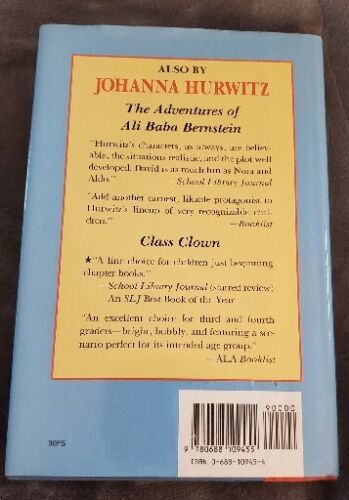 ALSO BY
JOHANNA HURWITZ
The Adventures of
Ali Baba Bernstein
"Hurwitz's characters, as always, are believ-
able, the situations realistic, and the plot well
developed. David is as much fun as Nora and
Aldo."
School Library Journal
"Add another earnest, likable protagonist to
Hurwitz's lineup of very recognizable chil-
dren."
—Booklist
Class Clown
★"A fine choice for children just beginning
chapter books."
—School Library Journal (starred review)
An SLJ Best Book of the Year
"An excellent choice for third and fourth
graders—bright, bubbly, and featuring a sce-
nario perfect for its intended age group."
—ALA Booklist
90000
9 780688 109455
ISBN 0-688-10945-4